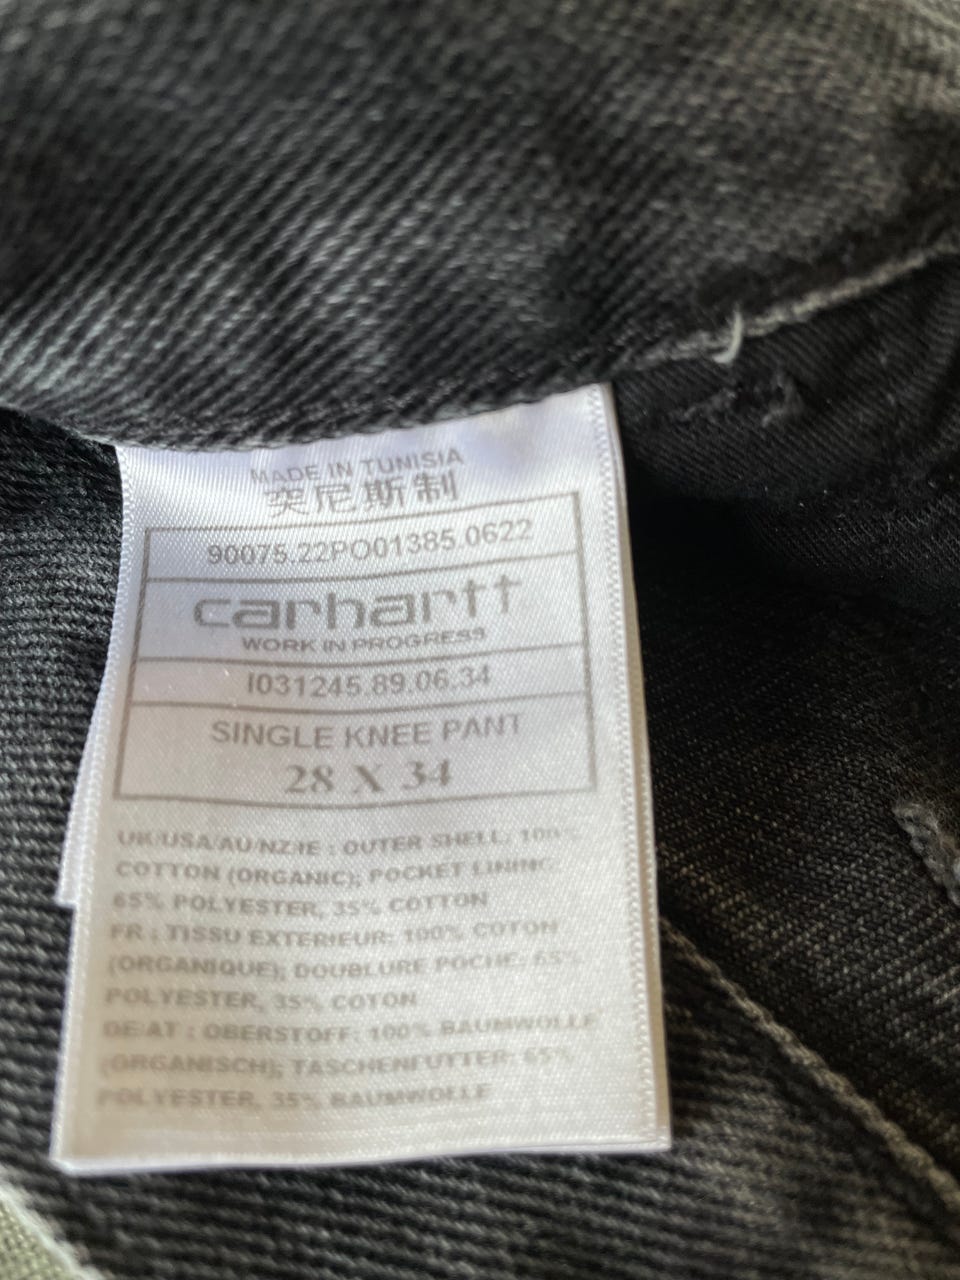 MADE IN TUNISIA
突尼斯制
90075.22PO01385.0622
carhartt
WORK IN PROGRESS
I031245.89.06.34
SINGLE KNEE PANT
28 X 34
UK/USA/AU/NZ/IE : OUTER SHELL: 100%
COTTON (ORGANIC); POCKET LINING:
65% POLYESTER, 35% COTTON
FR : TISSU EXTERIEUR: 100% COTON
(ORGANIQUE); DOUBLURE POCHE: 65%
POLYESTER, 35% COTON
DE/AT : OBERSTOFF: 100% BAUMWOLLE
(ORGANISCH); TASCHENFUTTER: 65%
POLYESTER, 35% BAUMWOLLE